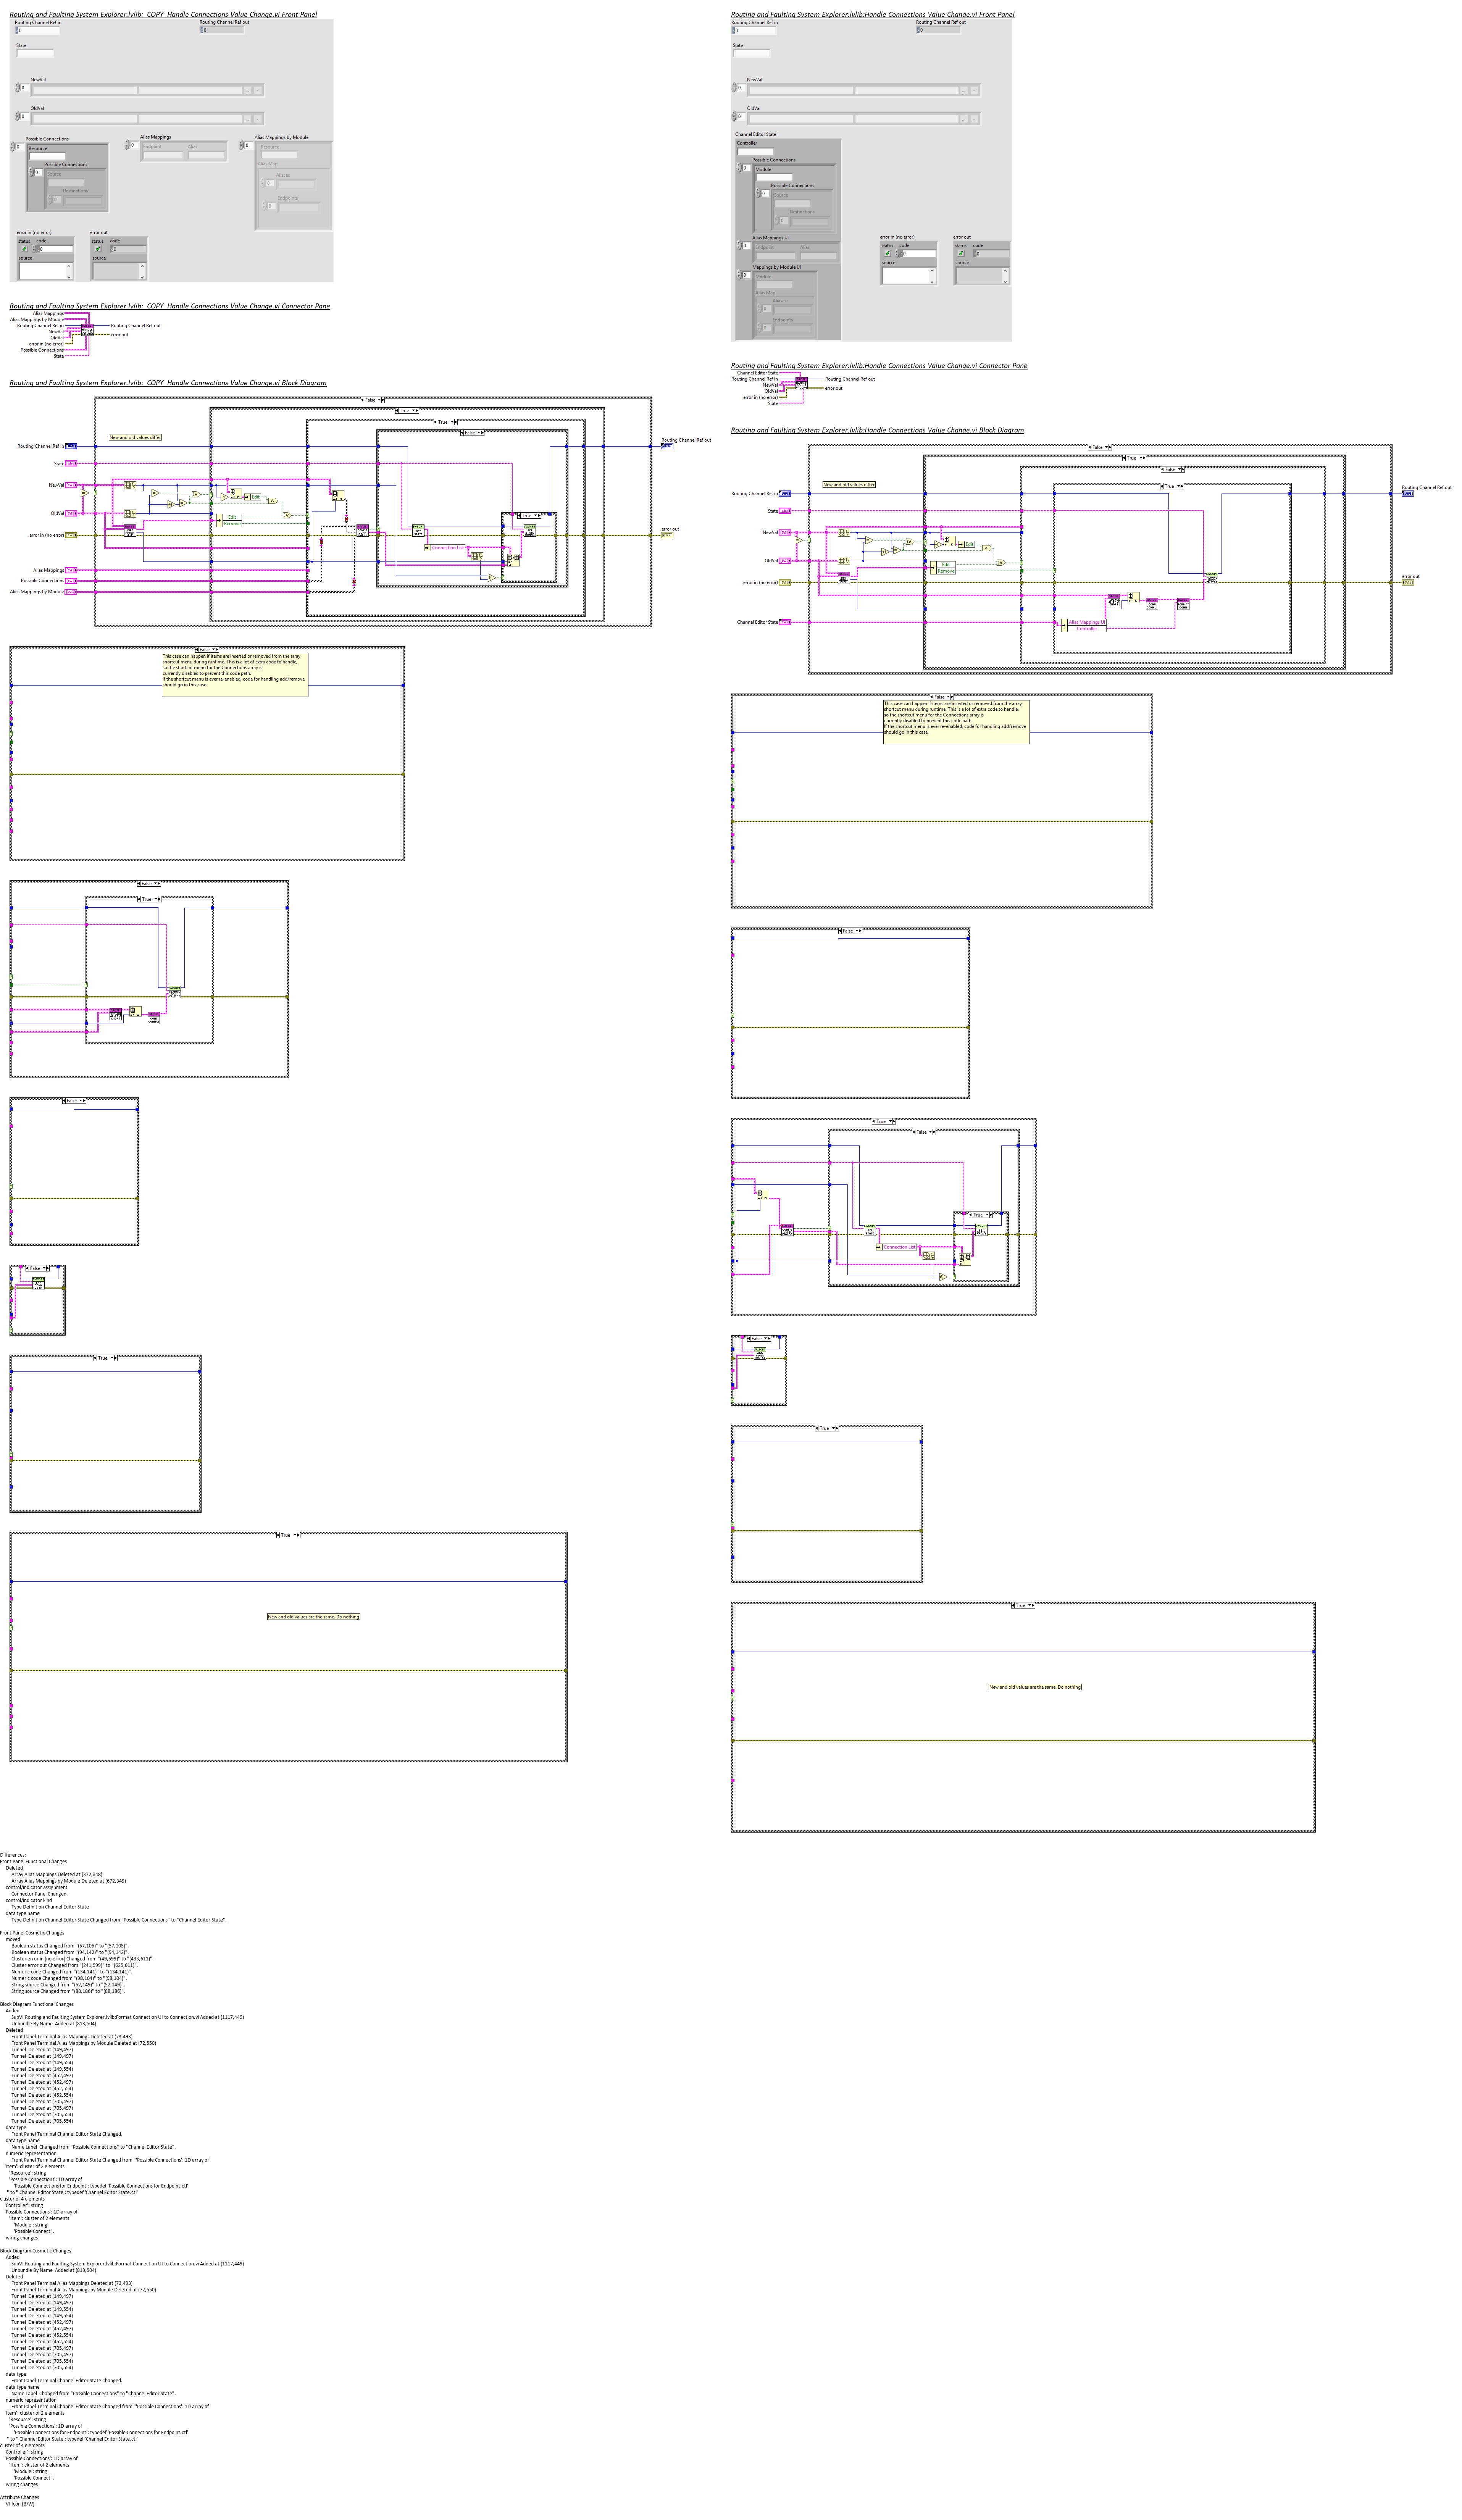 Routing and Faulting System Explorer.lvlib:  COPY  Handle Connections Value Change.vi Front Panel
Routing Channel Ref in
Routing Channel Ref out
State
NewVal
OldVal
Possible Connections
Resource
Possible Connections
Source
Destinations
Alias Mappings
Endpoint
Alias
Alias Mappings by Module
Resource
Alias Map
Aliases
Endpoints
error in (no error)
status
code
source
error out
status
code
source
Routing and Faulting System Explorer.lvlib:  COPY  Handle Connections Value Change.vi Connector Pane
Alias Mappings
Alias Mappings by Module
Routing Channel Ref in
NewVal
OldVal
error in (no error)
Possible Connections
State
Routing Channel Ref out
error out
Routing and Faulting System Explorer.lvlib:  COPY  Handle Connections Value Change.vi Block Diagram
False
True
True
False
New and old values differ
Routing Channel Ref in
State
NewVal
OldVal
error in (no error)
Alias Mappings
Possible Connections
Alias Mappings by Module
Edit
Edit
Remove
Connection List
True
Routing Channel Ref out
error out
False
This case can happen if items are inserted or removed from the array
shortcut menu during runtime. This is a lot of extra code to handle,
so the shortcut menu for the Connections array is
currently disabled to prevent this code path.
If the shortcut menu is ever re-enabled, code for handling add/remove
should go in this case.
False
True
False
False
True
True
New and old values are the same. Do nothing
Routing and Faulting System Explorer.lvlib:Handle Connections Value Change.vi Front Panel
Routing Channel Ref in
Routing Channel Ref out
State
NewVal
OldVal
Channel Editor State
Controller
Possible Connections
Module
Possible Connections
Source
Destinations
Alias Mappings UI
Endpoint
Alias
Mappings by Module UI
Module
Alias Map
Aliases
Endpoints
error in (no error)
status
code
source
error out
status
code
source
Routing and Faulting System Explorer.lvlib:Handle Connections Value Change.vi Connector Pane
Channel Editor State
Routing Channel Ref in
NewVal
OldVal
error in (no error)
State
Routing Channel Ref out
error out
Routing and Faulting System Explorer.lvlib:Handle Connections Value Change.vi Block Diagram
False
True
False
True
New and old values differ
Routing Channel Ref in
State
NewVal
OldVal
error in (no error)
Channel Editor State
Edit
Edit
Remove
Alias Mappings UI
Controller
Routing Channel Ref out
error out
False
This case can happen if items are inserted or removed from the array
shortcut menu during runtime. This is a lot of extra code to handle,
so the shortcut menu for the Connections array is
currently disabled to prevent this code path.
If the shortcut menu is ever re-enabled, code for handling add/remove
should go in this case.
False
True
False
True
Connection List
False
True
True
New and old values are the same. Do nothing
Differences:
Front Panel Functional Changes
Deleted
Array Alias Mappings Deleted at (372,348)
Array Alias Mappings by Module Deleted at (672,349)
control/indicator assignment
Connector Pane  Changed.
control/indicator kind
Type Definition Channel Editor State
data type name
Type Definition Channel Editor State Changed from "Possible Connections" to "Channel Editor State".
Front Panel Cosmetic Changes
moved
Boolean status Changed from "(57,105)" to "(57,105)".
Boolean status Changed from "(94,142)" to "(94,142)".
Cluster error in (no error) Changed from "(49,599)" to "(433,611)".
Cluster error out Changed from "(241,599)" to "(625,611)".
Numeric code Changed from "(134,141)" to "(134,141)".
Numeric code Changed from "(98,104)" to "(98,104)".
String source Changed from "(52,149)" to "(52,149)".
String source Changed from "(88,186)" to "(88,186)".
Block Diagram Functional Changes
Added
SubVI Routing and Faulting System Explorer.lvlib:Format Connection UI to Connection.vi Added at (1117,449)
Unbundle By Name  Added at (813,504)
Deleted
Front Panel Terminal Alias Mappings Deleted at (73,493)
Front Panel Terminal Alias Mappings by Module Deleted at (72,550)
Tunnel  Deleted at (149,497)
Tunnel  Deleted at (149,497)
Tunnel  Deleted at (149,554)
Tunnel  Deleted at (149,554)
Tunnel  Deleted at (452,497)
Tunnel  Deleted at (452,497)
Tunnel  Deleted at (452,554)
Tunnel  Deleted at (452,554)
Tunnel  Deleted at (705,497)
Tunnel  Deleted at (705,497)
Tunnel  Deleted at (705,554)
Tunnel  Deleted at (705,554)
data type
Front Panel Terminal Channel Editor State Changed.
data type name
Name Label  Changed from "Possible Connections" to "Channel Editor State".
numeric representation
Front Panel Terminal Channel Editor State Changed from "'Possible Connections': 1D array of
'Item': cluster of 2 elements
'Resource': string
'Possible Connections': 1D array of
'Possible Connections for Endpoint': typedef 'Possible Connections for Endpoint.ctl'
" to "'Channel Editor State': typedef 'Channel Editor State.ctl'
cluster of 4 elements
'Controller': string
'Possible Connections': 1D array of
'Item': cluster of 2 elements
'Module': string
'Possible Connect".
wiring changes
Block Diagram Cosmetic Changes
Added
SubVI Routing and Faulting System Explorer.lvlib:Format Connection UI to Connection.vi Added at (1117,449)
Unbundle By Name  Added at (813,504)
Deleted
Front Panel Terminal Alias Mappings Deleted at (73,493)
Front Panel Terminal Alias Mappings by Module Deleted at (72,550)
Tunnel  Deleted at (149,497)
Tunnel  Deleted at (149,497)
Tunnel  Deleted at (149,554)
Tunnel  Deleted at (149,554)
Tunnel  Deleted at (452,497)
Tunnel  Deleted at (452,497)
Tunnel  Deleted at (452,554)
Tunnel  Deleted at (452,554)
Tunnel  Deleted at (705,497)
Tunnel  Deleted at (705,497)
Tunnel  Deleted at (705,554)
Tunnel  Deleted at (705,554)
data type
Front Panel Terminal Channel Editor State Changed.
data type name
Name Label  Changed from "Possible Connections" to "Channel Editor State".
numeric representation
Front Panel Terminal Channel Editor State Changed from "'Possible Connections': 1D array of
'Item': cluster of 2 elements
'Resource': string
'Possible Connections': 1D array of
'Possible Connections for Endpoint': typedef 'Possible Connections for Endpoint.ctl'
" to "'Channel Editor State': typedef 'Channel Editor State.ctl'
cluster of 4 elements
'Controller': string
'Possible Connections': 1D array of
'Item': cluster of 2 elements
'Module': string
'Possible Connect".
wiring changes
Attribute Changes
VI Icon (B/W)